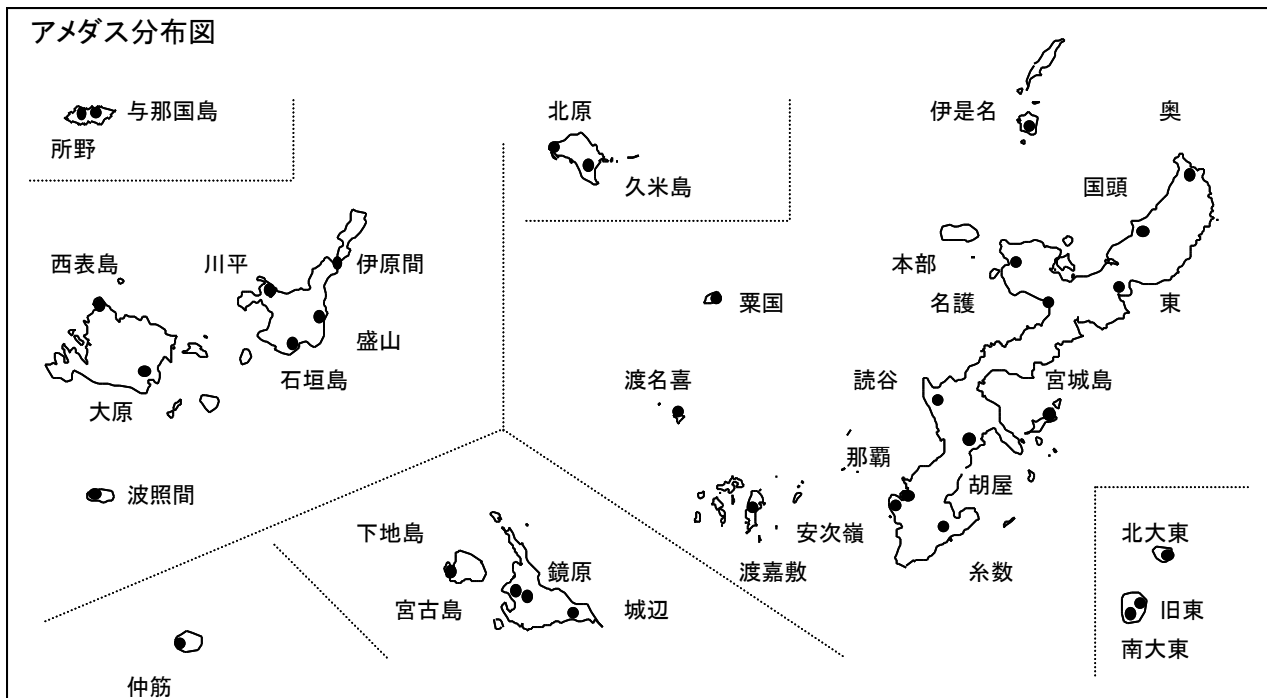 アメダス分布図
与那国島
所野
北原
久米島
伊是名
奥
国頭
西表島
川平
伊原間
本部
粟国
名護
東
盛山
石垣島
大原
渡名喜
読谷
宮城島
波照間
那覇
胡屋
下地島
鏡原
安次嶺
渡嘉敷
糸数
北大東
宮古島
城辺
旧東
南大東
仲筋